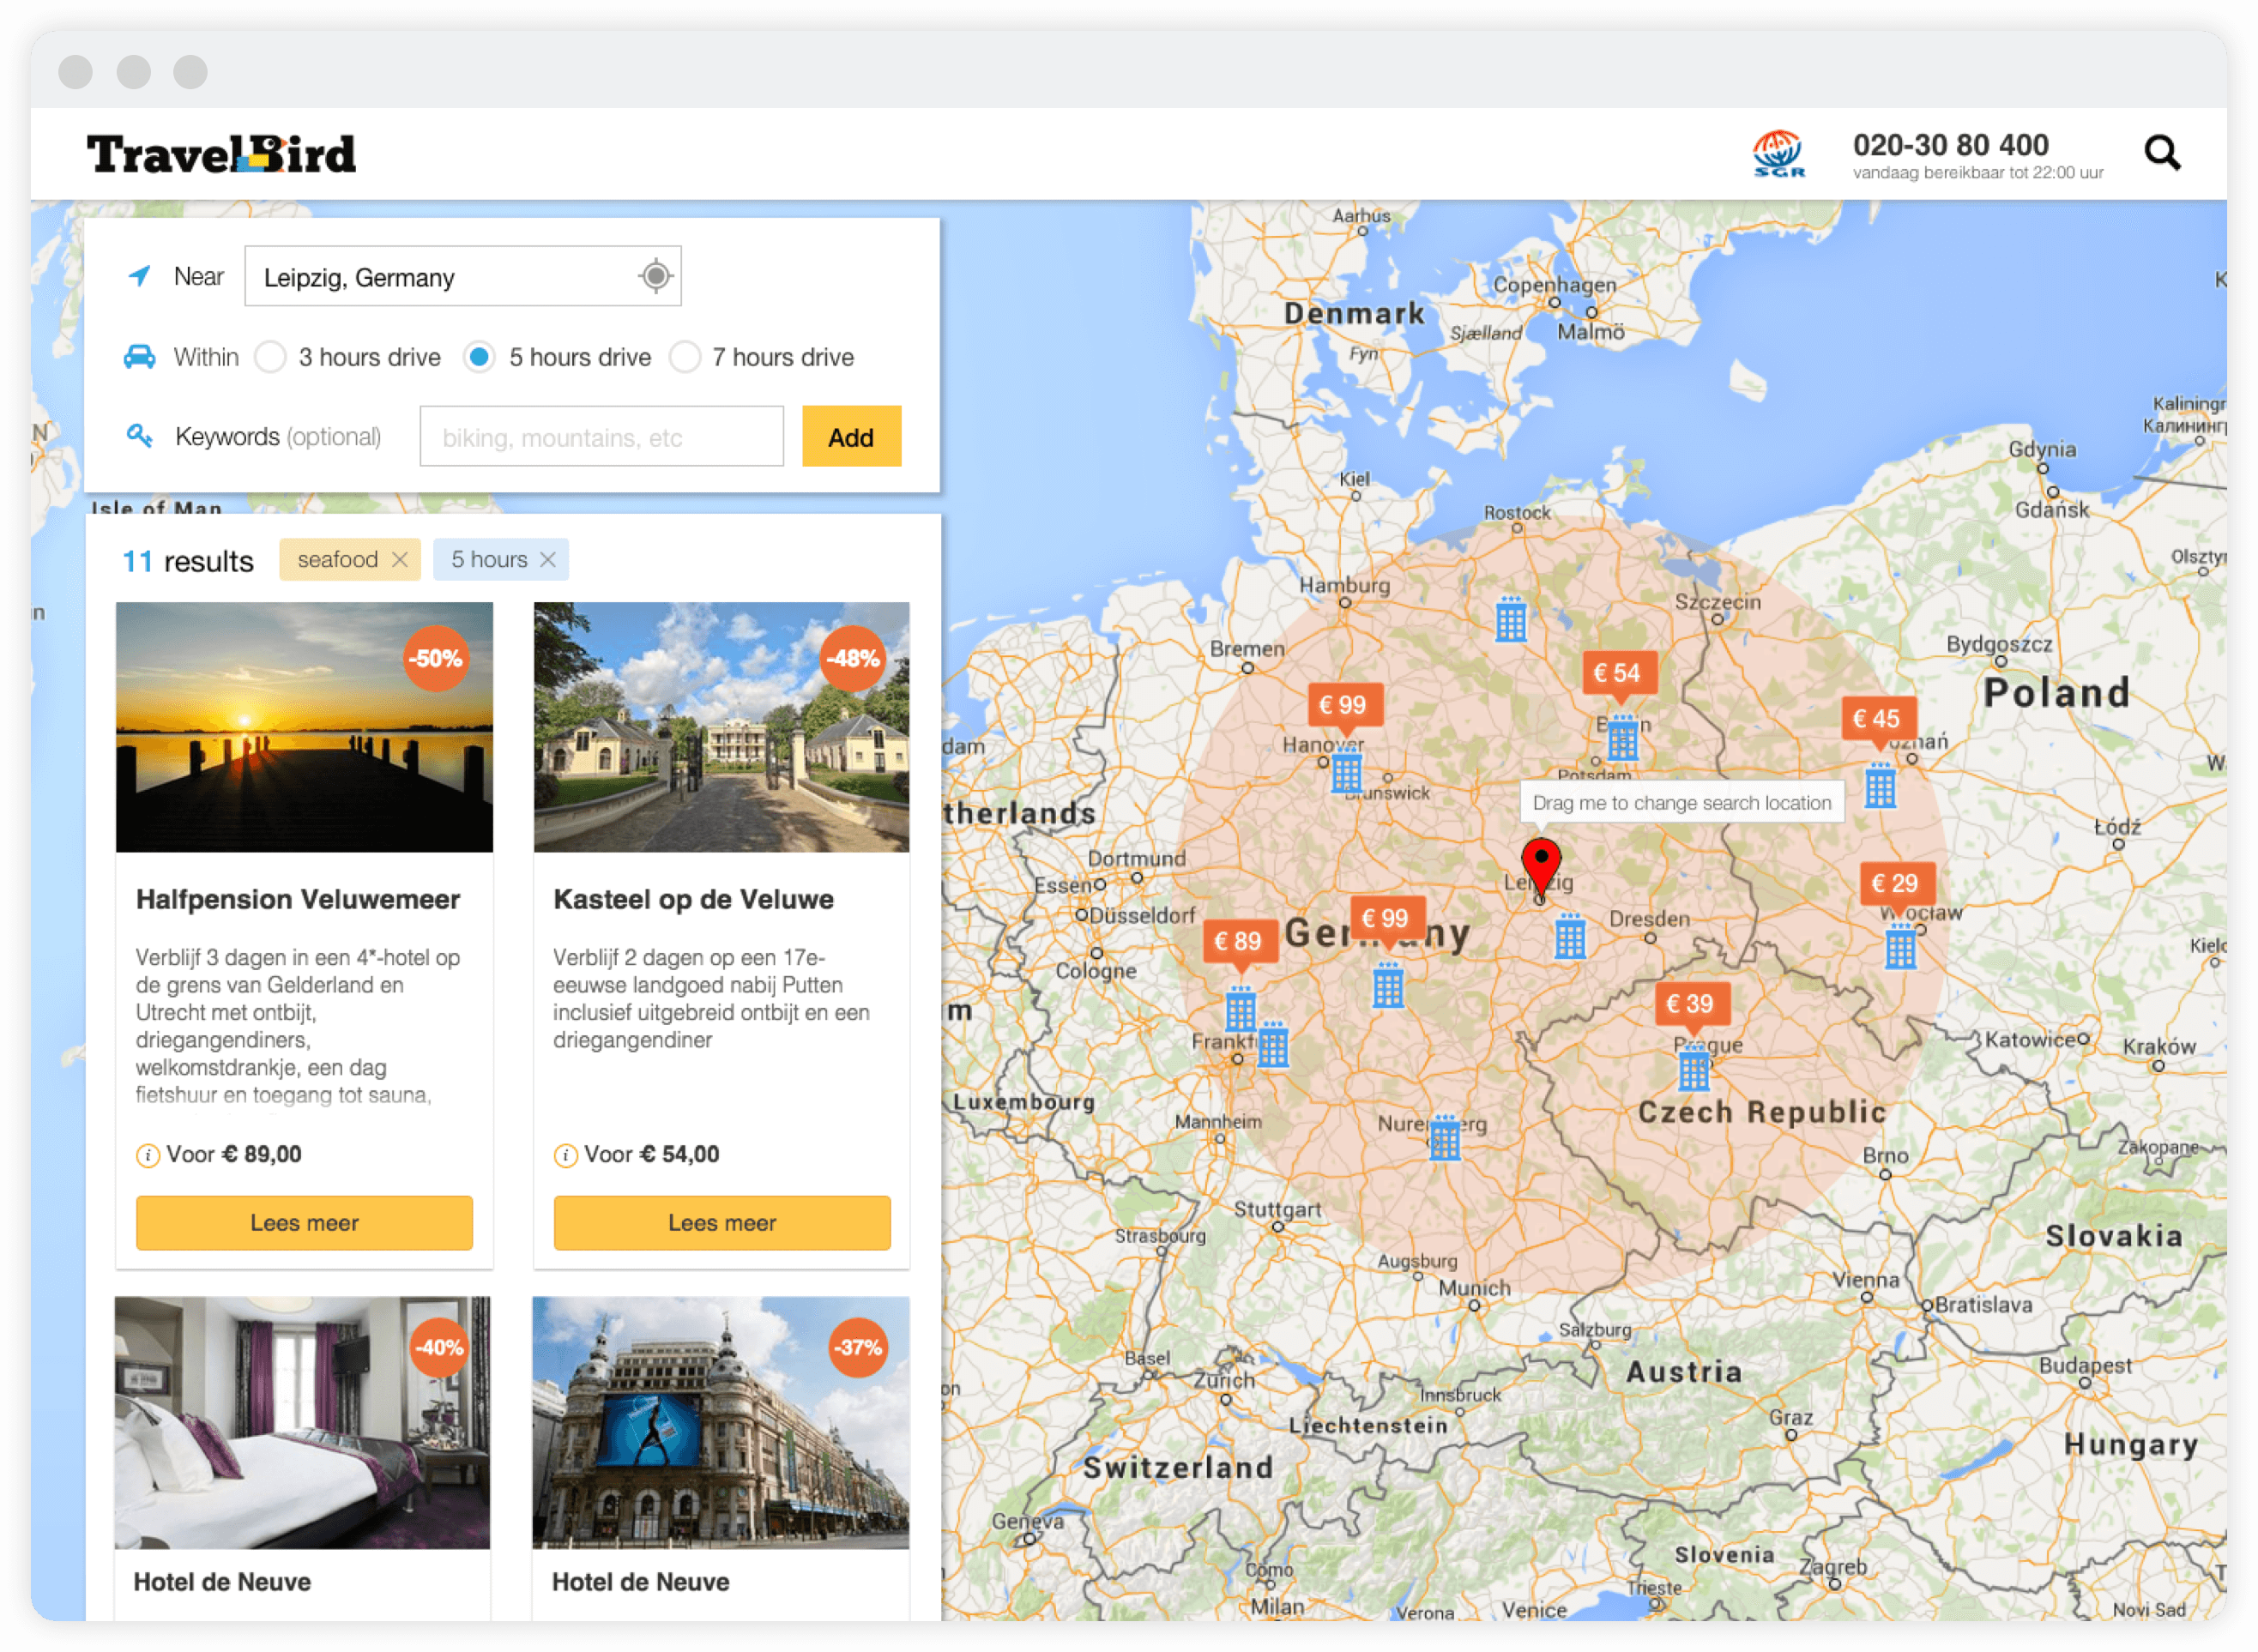 TravelBird
SGR
020-30 80 400
vandaag bereikbaar tot 22:00 uur
Near
Leipzig, Germany
Within
3 hours drive
5 hours drive
7 hours drive
Keywords (optional)
biking, mountains, etc
Add
Isle of Man
11 results
seafood
5 hours
-50%
Halfpension Veluwemeer
Verblijf 3 dagen in een 4*-hotel op
de grens van Gelderland en
Utrecht met ontbijt,
driegangendiners,
welkomstdrankje, een dag
fietshuur en toegang tot sauna,
i Voor € 89,00
Lees meer
-48%
Kasteel op de Veluwe
Verblijf 2 dagen op een 17e-
eeuwse landgoed nabij Putten
inclusief uitgebreid ontbijt en een
driegangendiner
i Voor € 54,00
Lees meer
-40%
Hotel de Neuve
-37%
Hotel de Neuve
Aarhus
Copenhagen
Denmark
Sjælland
Malmö
Fyn
Kaliningr
Калининг
Gdynia
Kiel
Gdańsk
Rostock
Olsztyn
Hamburg
Szczecin
Bremen
Bydgoszcz
€ 54
Poland
€ 99
€ 45
Hanover
dam
Potsdam
Brunswick
Drag me to change search location
therlands
Łódź
Dortmund
Essen
Leipzig
€ 29
Düsseldorf
€ 99
Dresden
Wrocław
€ 89
Germany
Kielc
Cologne
€ 39
m
Frankf
Prague
Katowice
Kraków
Luxembourg
Czech Republic
Mannheim
Nuremberg
Zakopane
Brno
Stuttgart
Strasbourg
Slovakia
Augsburg
Munich
Vienna
Bratislava
Salzburg
Basel
Zurich
Austria
Budapest
on
Innsbruck
Liechtenstein
Graz
Switzerland
Hungary
Geneva
Slovenia
Zagreb
Como
Trieste
Milan
Verona
Venice
Novi Sad